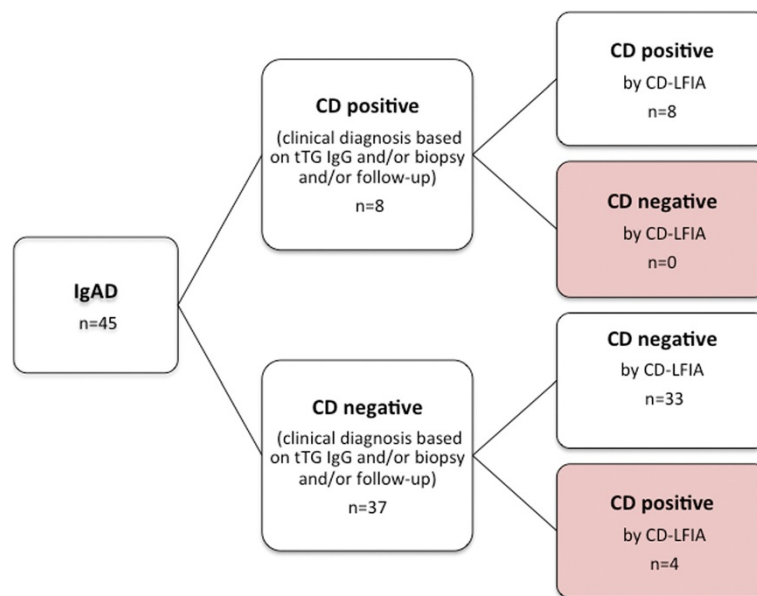 IgAD
n=45
CD positive
(clinical diagnosis based
on tTG IgG and/or biopsy
and/or follow-up)
n=8
CD negative
(clinical diagnosis based
on tTG IgG and/or biopsy
and/or follow-up)
n=37
CD positive
by CD-LFIA
n=8
CD negative
by CD-LFIA
n=0
CD negative
by CD-LFIA
n=33
CD positive
by CD-LFIA
n=4